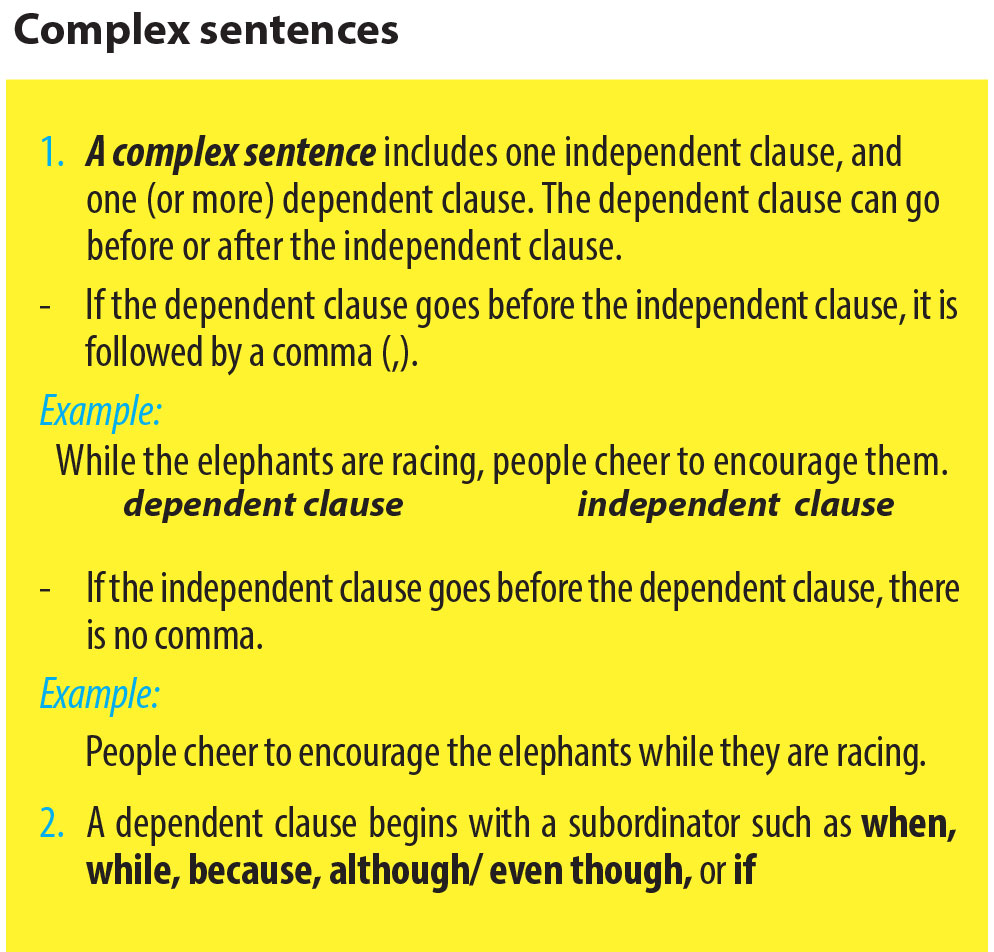 Complex sentences
1. A complex sentence includes one independent clause, and
one (or more) dependent clause. The dependent clause can go
before or after the independent clause.
- If the dependent clause goes before the independent clause, it is
followed by a comma (,).
Example:
While the elephants are racing, people cheer to encourage them.
dependent clause independent clause
- If the independent clause goes before the dependent clause, there
is no comma.
Example:
People cheer to encourage the elephants while they are racing.
2. A dependent clause begins with a subordinator such as when,
while, because, although/ even though, or if